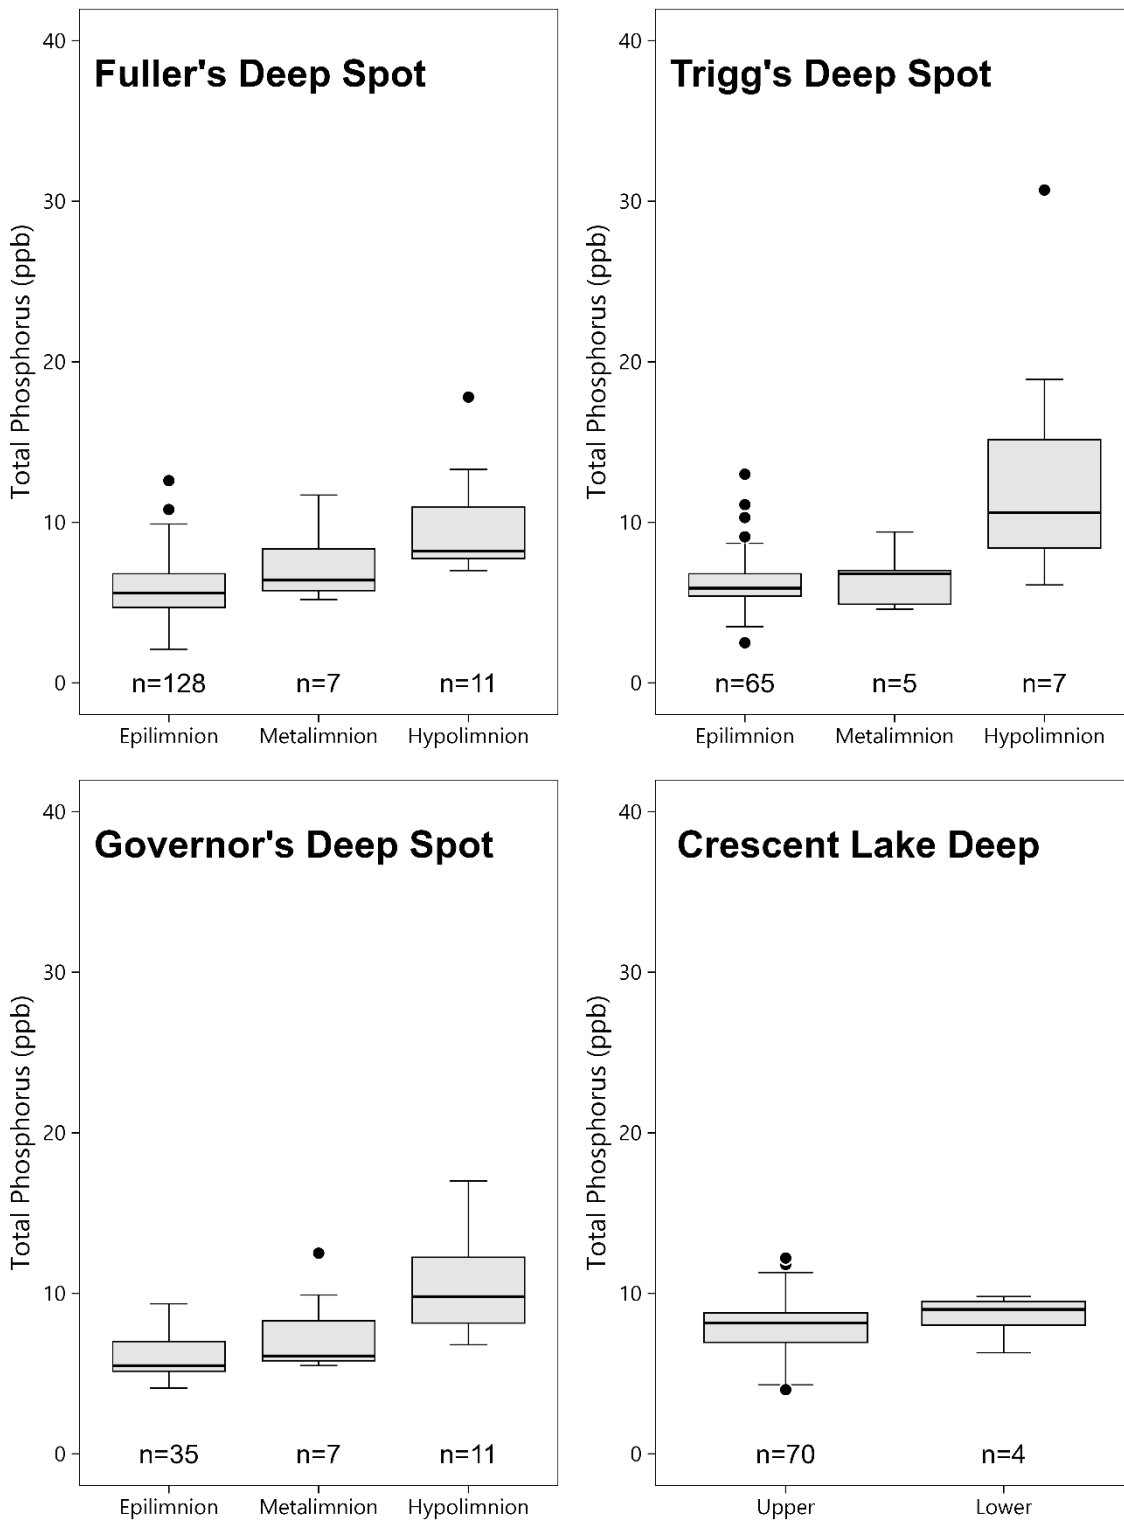 Fuller's Deep Spot
Total Phosphorus (ppb)
40
30
20
10
0
n=128 n=7 n=11
Epilimnion Metalimnion Hypolimnion
Trigg's Deep Spot
Total Phosphorus (ppb)
40
30
20
10
0
n=65 n=5 n=7
Epilimnion Metalimnion Hypolimnion
Governor's Deep Spot
Total Phosphorus (ppb)
40
30
20
10
0
n=35 n=7 n=11
Epilimnion Metalimnion Hypolimnion
Crescent Lake Deep
Total Phosphorus (ppb)
40
30
20
10
0
n=70 n=4
Upper Lower